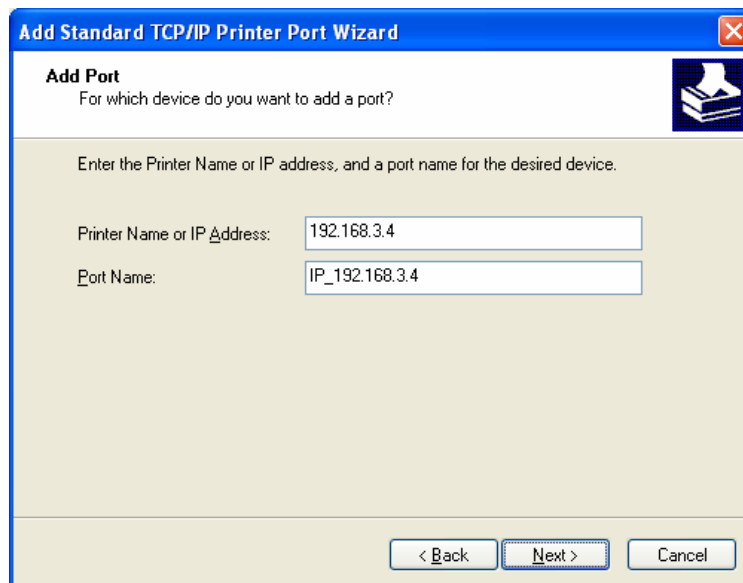 Add Standard TCP/IP Printer Port Wizard
Add Port
For which device do you want to add a port?
Enter the Printer Name or IP address, and a port name for the desired device.
Printer Name or IP Address: 192.168.3.4
Port Name: IP_192.168.3.4
< Back Next > Cancel